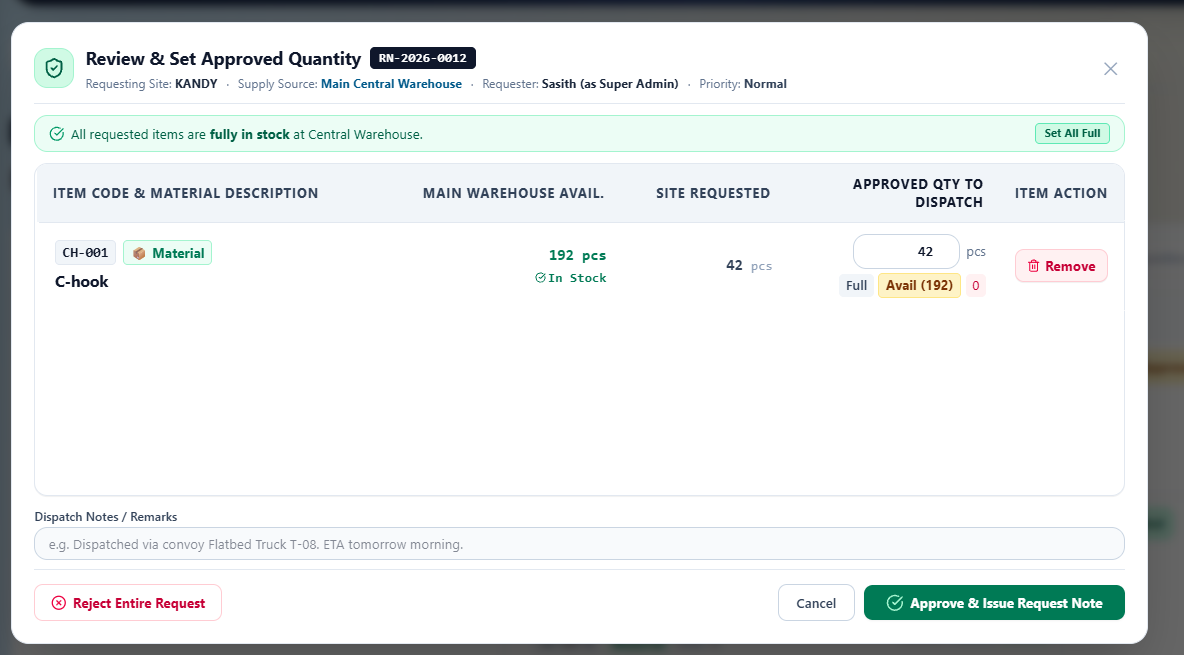 Review & Set Approved Quantity RN-2026-0012
Requesting Site: KANDY · Supply Source: Main Central Warehouse · Requester: Sasith (as Super Admin) · Priority: Normal
All requested items are fully in stock at Central Warehouse. Set All Full
ITEM CODE & MATERIAL DESCRIPTION MAIN WAREHOUSE AVAIL. SITE REQUESTED APPROVED QTY TO DISPATCH ITEM ACTION
CH-001 Material 192 pcs 42 pcs 42 pcs Remove
C-hook In Stock Full Avail (192) 0
Dispatch Notes / Remarks
e.g. Dispatched via convoy Flatbed Truck T-08. ETA tomorrow morning.
Reject Entire Request Cancel Approve & Issue Request Note